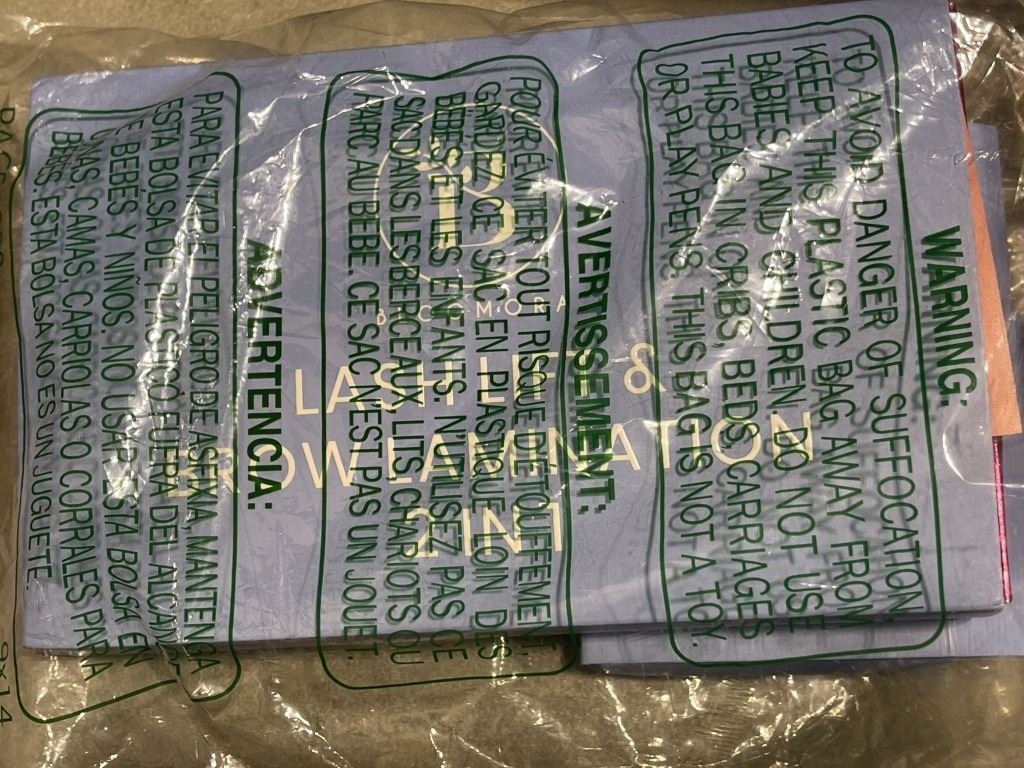 WARNING:
TO AVOID DANGER OF SUFFOCATION,
KEEP THIS PLASTIC BAG AWAY FROM
BABIES AND CHILDREN. DO NOT USE
THIS BAG IN CRIBS, BEDS, CARRIAGES
OR PLAY PENS. THIS BAG IS NOT A TOY.
AVERTISSEMENT:
POUR ÉVITER TOUT RISQUE D'ÉTOUFFEMENT,
GARDEZ CE SAC EN PLASTIQUE LOIN DES
BÉBÉS ET LES ENFANTS. N'UTILISEZ PAS CE
SAC DANS LES BERCEAUX LITS, CHARIOTS OU
PARC AU BÉBÉ. CE SAC N'EST PAS UN JOUET.
ADVERTENCIA:
PARA EVITAR EL PELIGRO DE ASFIXIA, MANTENGA
ESTA BOLSA DE PLÁSTICO FUERA DEL ALCANCE
E BEBÉS Y NIÑOS. NO USAR ESTA BOLSA EN
CUNAS, CAMAS, CARRIOLAS O CORRALES PARA
BEBÉS. ESTA BOLSA NO ES UN JUGUETE.
9x14
B
LASH LIFT &
BROW LAMINATION
2 IN 1